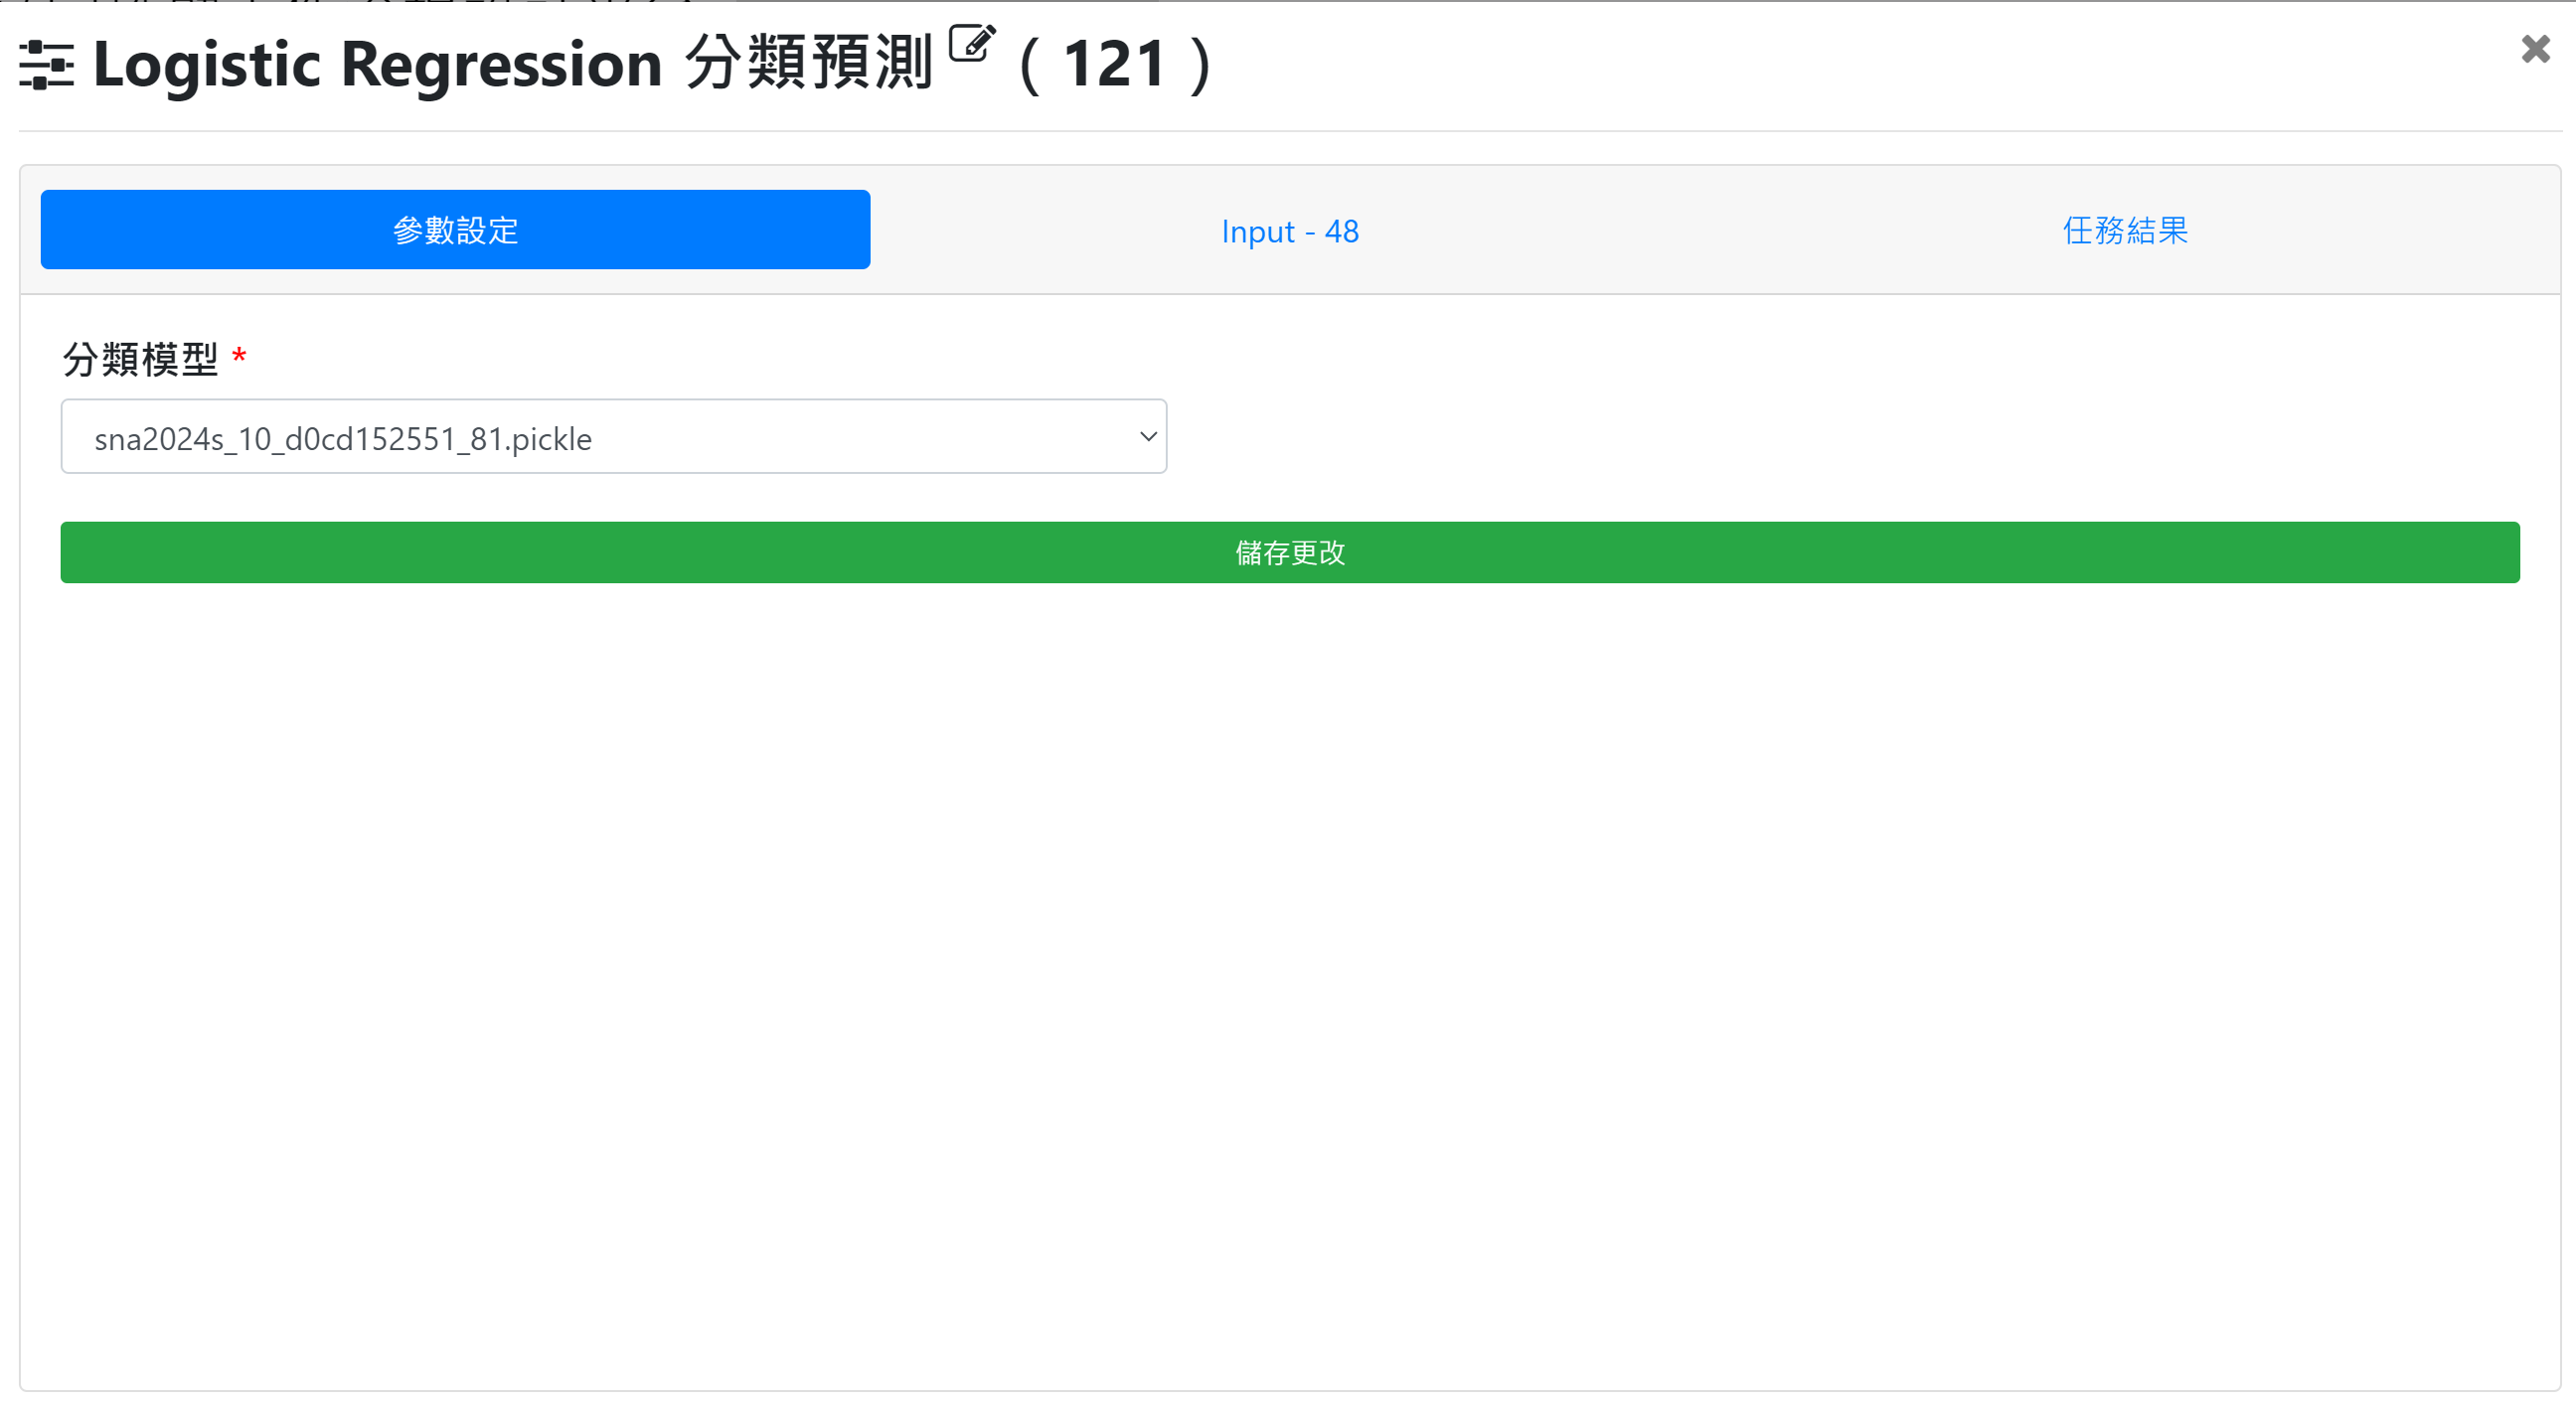 Logistic Regression 分類預測 ( 121 )
參數設定
Input - 48
任務結果
分類模型 *
sna2024s_10_d0cd152551_81.pickle
儲存更改